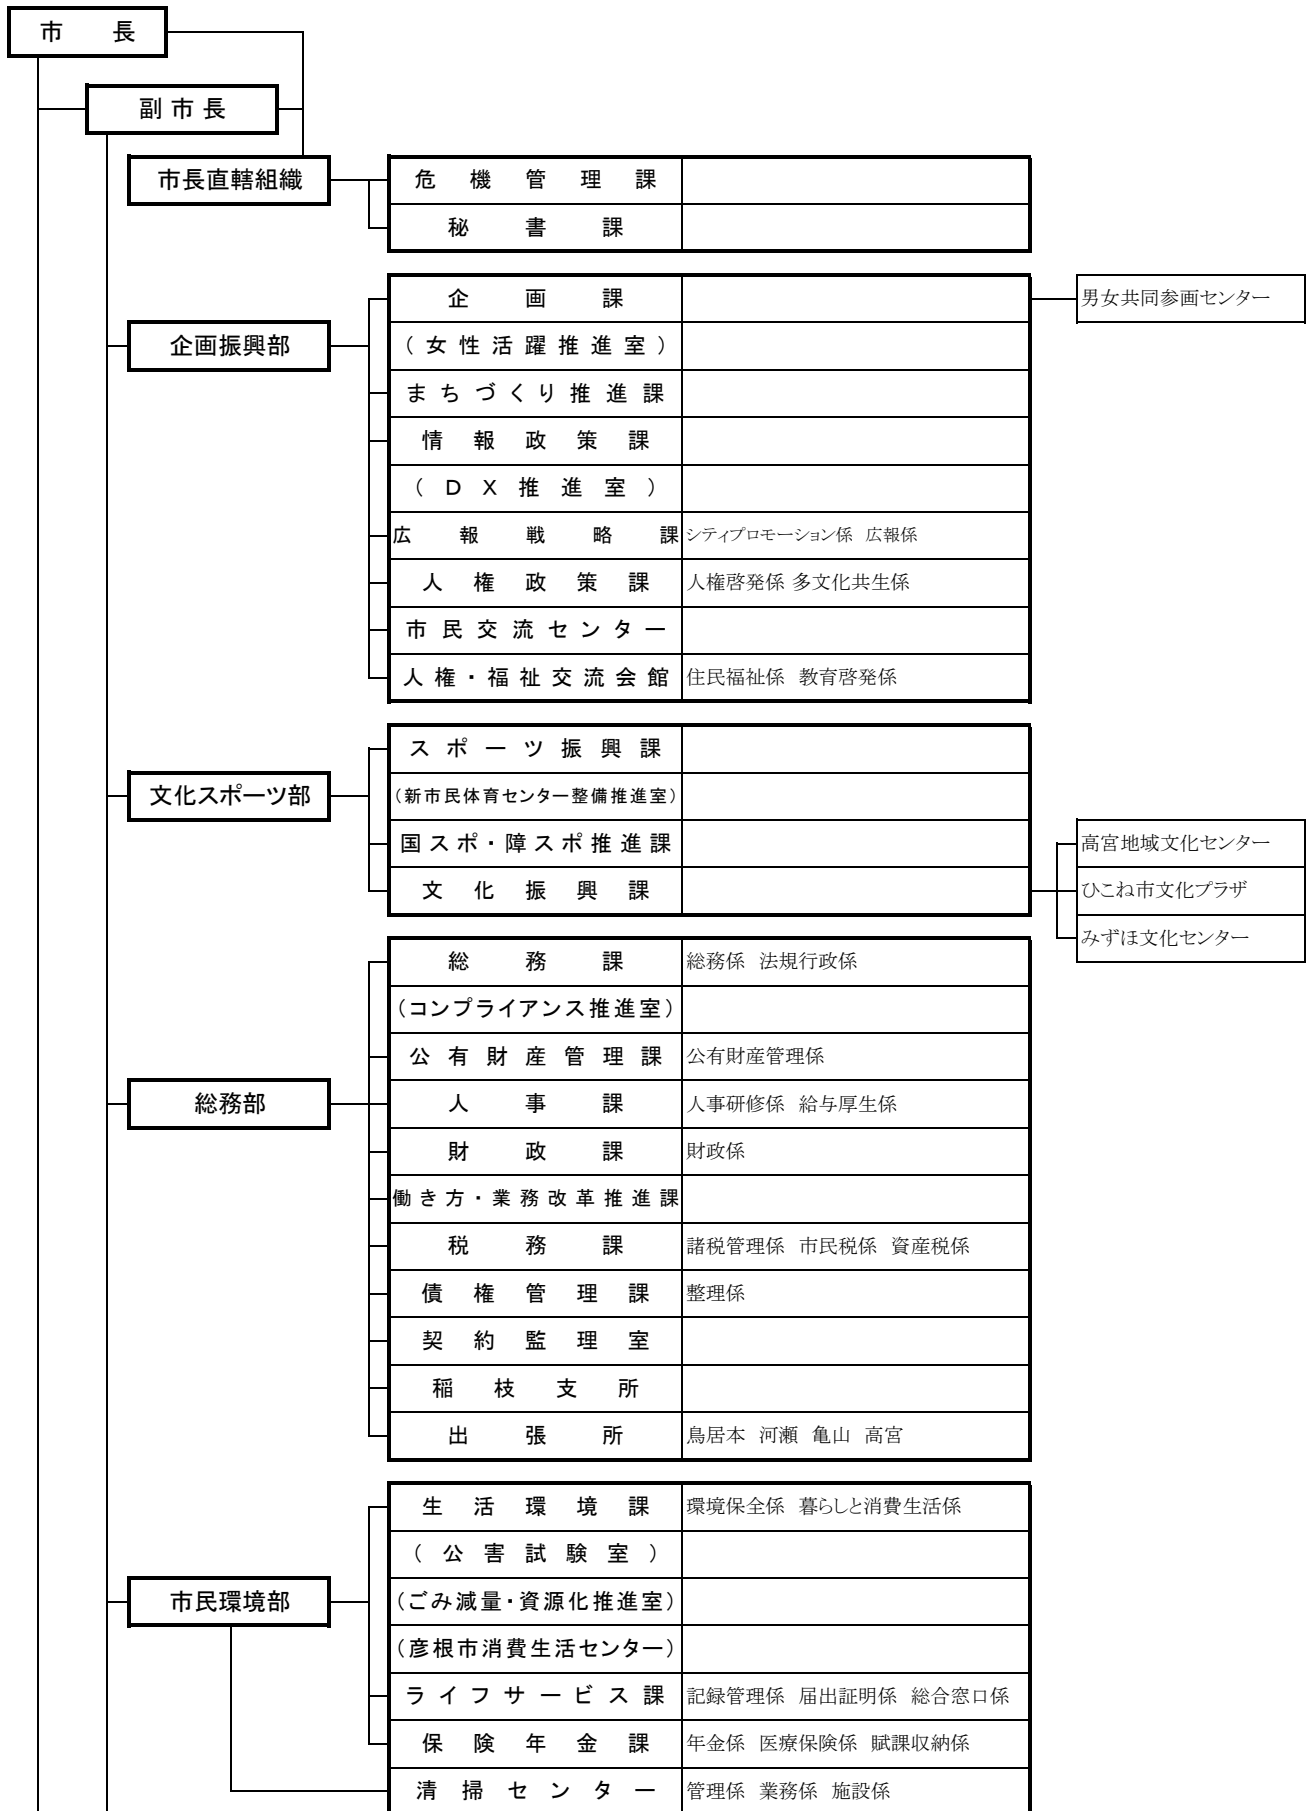 市長
副市長
市長直轄組織
危機管理課
秘書課
企画振興部
企画課
男女共同参画センター
(女性活躍推進室)
まちづくり推進課
情報政策課
(DX推進室)
広報戦略課 シティプロモーション係 広報係
人権政策課 人権啓発係 多文化共生係
市民交流センター
人権・福祉交流会館 住民福祉係 教育啓発係
文化スポーツ部
スポーツ振興課
(新市民体育センター整備推進室)
国スポ・障スポ推進課
文化振興課
高宮地域文化センター
ひこね市文化プラザ
みずほ文化センター
総務部
総務課 総務係 法規行政係
(コンプライアンス推進室)
公有財産管理課 公有財産管理係
人事課 人事研修係 給与厚生係
財政課 財政係
働き方・業務改革推進課
税務課 諸税管理係 市民税係 資産税係
債権管理課 整理係
契約監理室
稲枝支所
出張所 鳥居本 河瀬 亀山 高宮
市民環境部
生活環境課 環境保全係 暮らしと消費生活係
(公害試験室)
(ごみ減量・資源化推進室)
(彦根市消費生活センター)
ライフサービス課 記録管理係 届出証明係 総合窓口係
保険年金課 年金係 医療保険係 賦課収納係
清掃センター 管理係 業務係 施設係